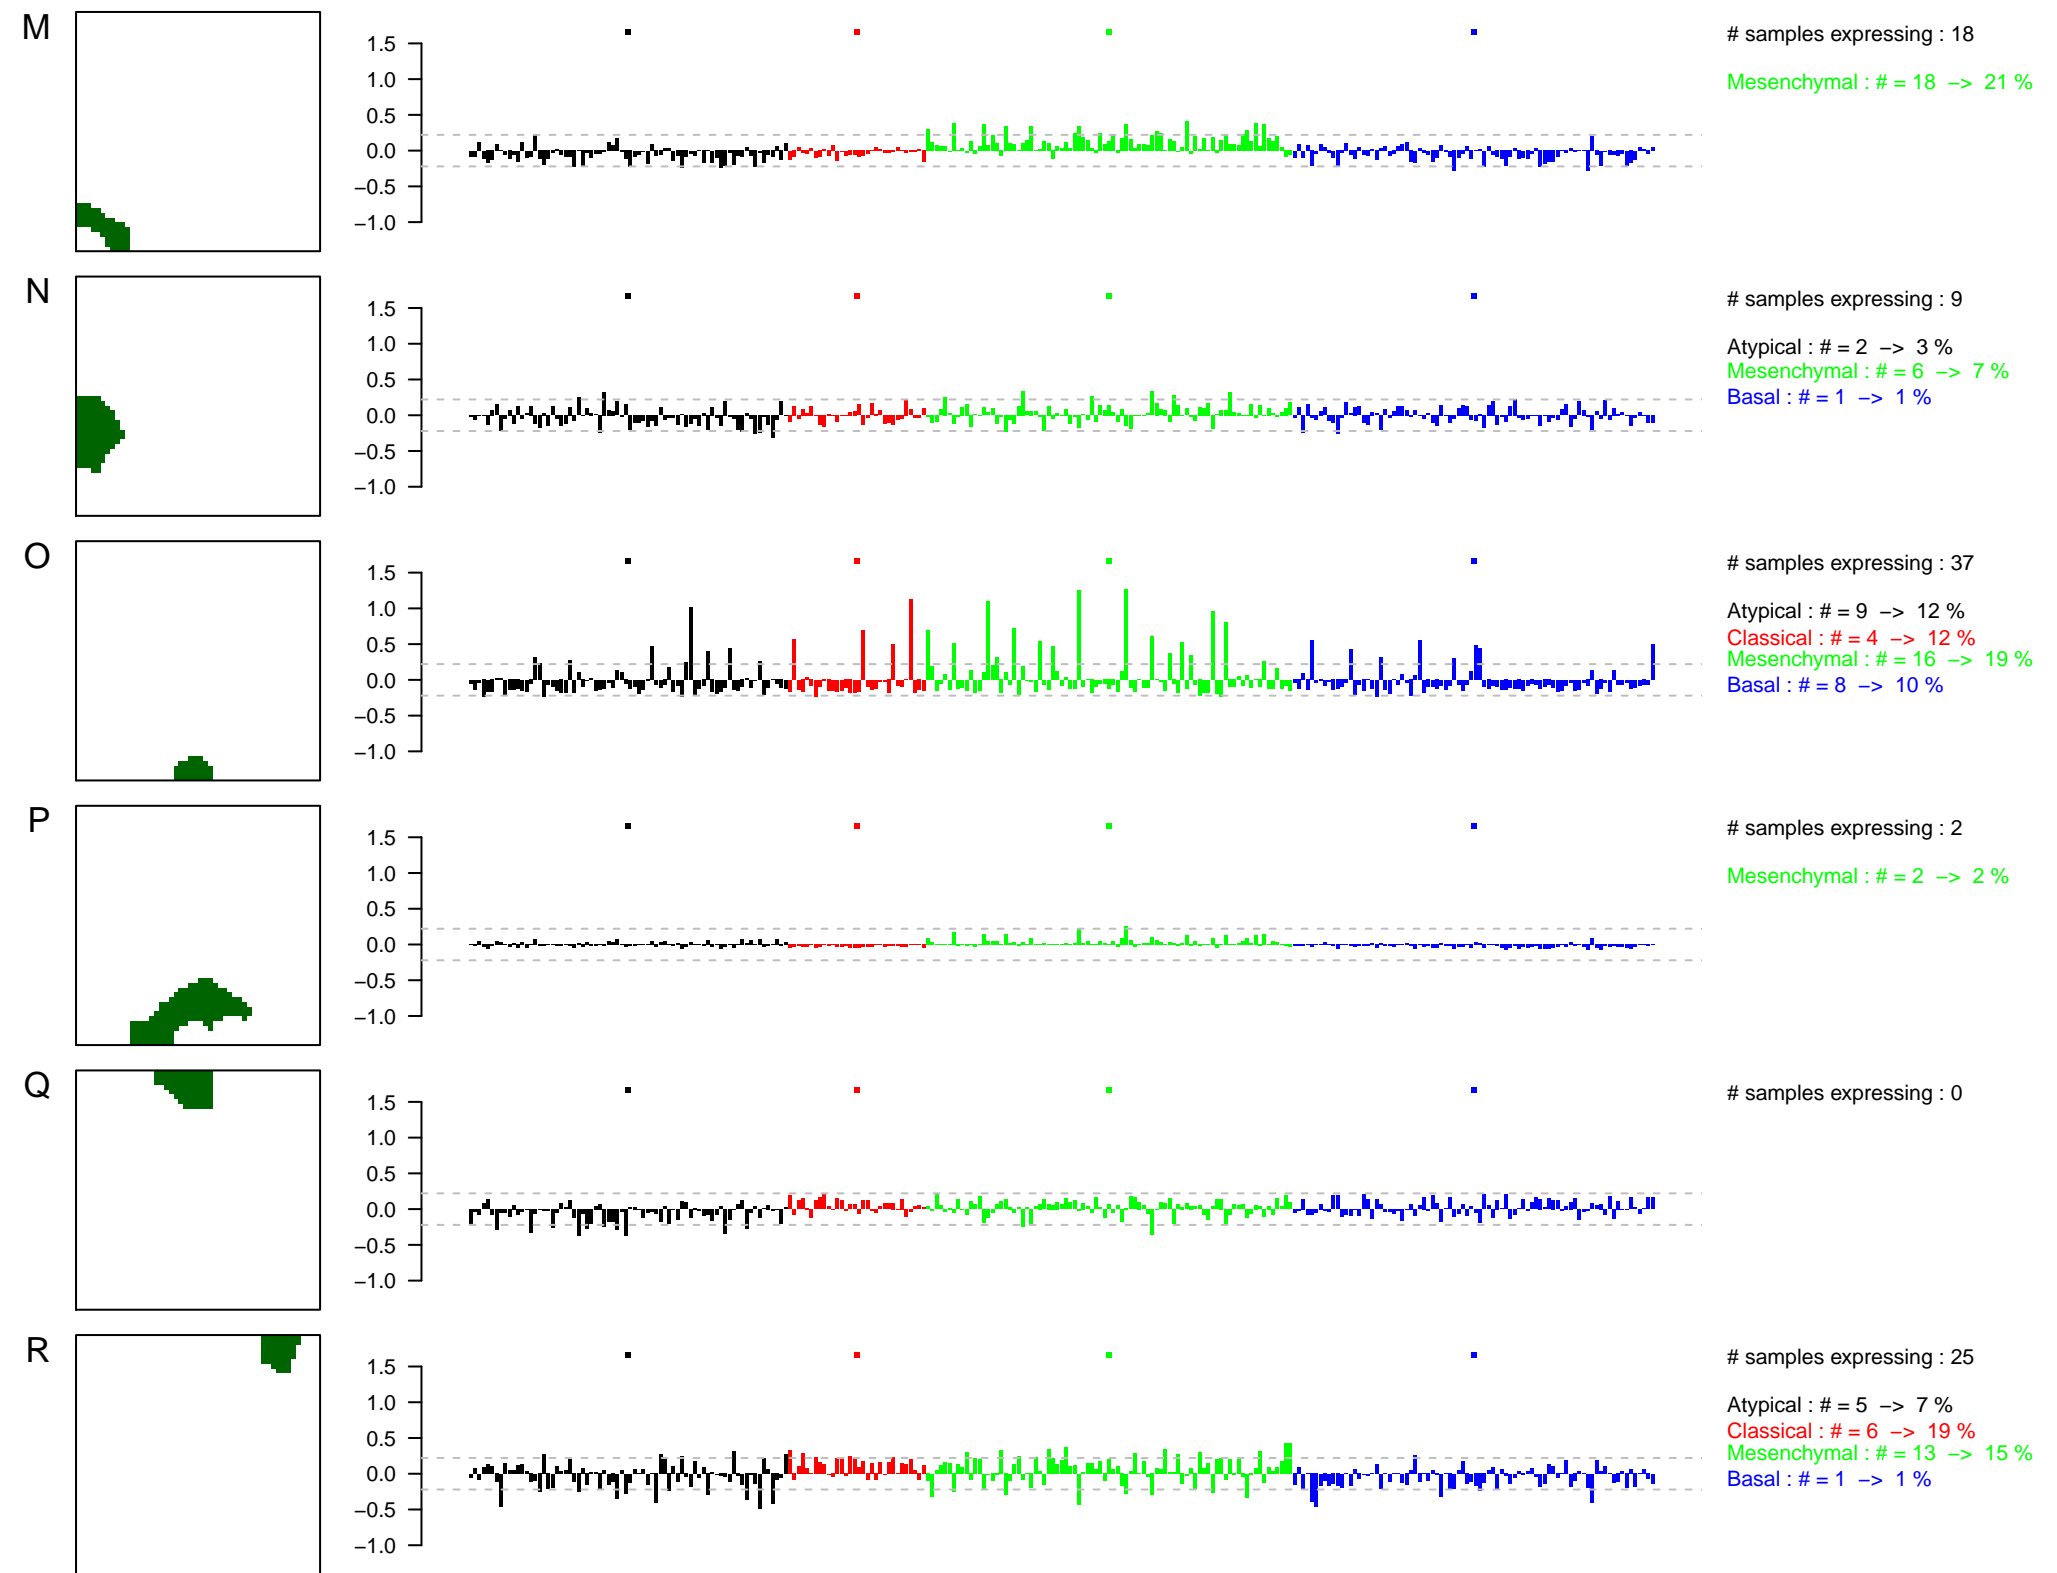 M
1.5
1.0
0.5
0.0
−0.5
−1.0
# samples expressing : 18
Mesenchymal : # = 18 −> 21 %
N
1.5
1.0
0.5
0.0
−0.5
−1.0
# samples expressing : 9
Atypical : # = 2 −> 3 %
Mesenchymal : # = 6 −> 7 %
Basal : # = 1 −> 1 %
O
1.5
1.0
0.5
0.0
−0.5
−1.0
# samples expressing : 37
Atypical : # = 9 −> 12 %
Classical : # = 4 −> 12 %
Mesenchymal : # = 16 −> 19 %
Basal : # = 8 −> 10 %
P
1.5
1.0
0.5
0.0
−0.5
−1.0
# samples expressing : 2
Mesenchymal : # = 2 −> 2 %
Q
1.5
1.0
0.5
0.0
−0.5
−1.0
# samples expressing : 0
R
1.5
1.0
0.5
0.0
−0.5
−1.0
# samples expressing : 25
Atypical : # = 5 −> 7 %
Classical : # = 6 −> 19 %
Mesenchymal : # = 13 −> 15 %
Basal : # = 1 −> 1 %